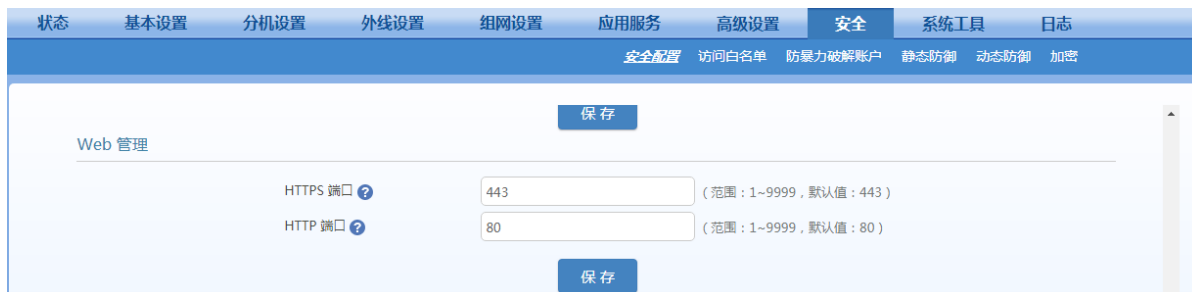 状态 基本设置 分机设置 外线设置 组网设置 应用服务 高级设置 安全 系统工具 日志
安全配置 访问白名单 防暴力破解账户 静态防御 动态防御 加密
保存
Web 管理
HTTPS 端口 ? 443 (范围：1~9999，默认值：443)
HTTP 端口 ? 80 (范围：1~9999，默认值：80)
保存